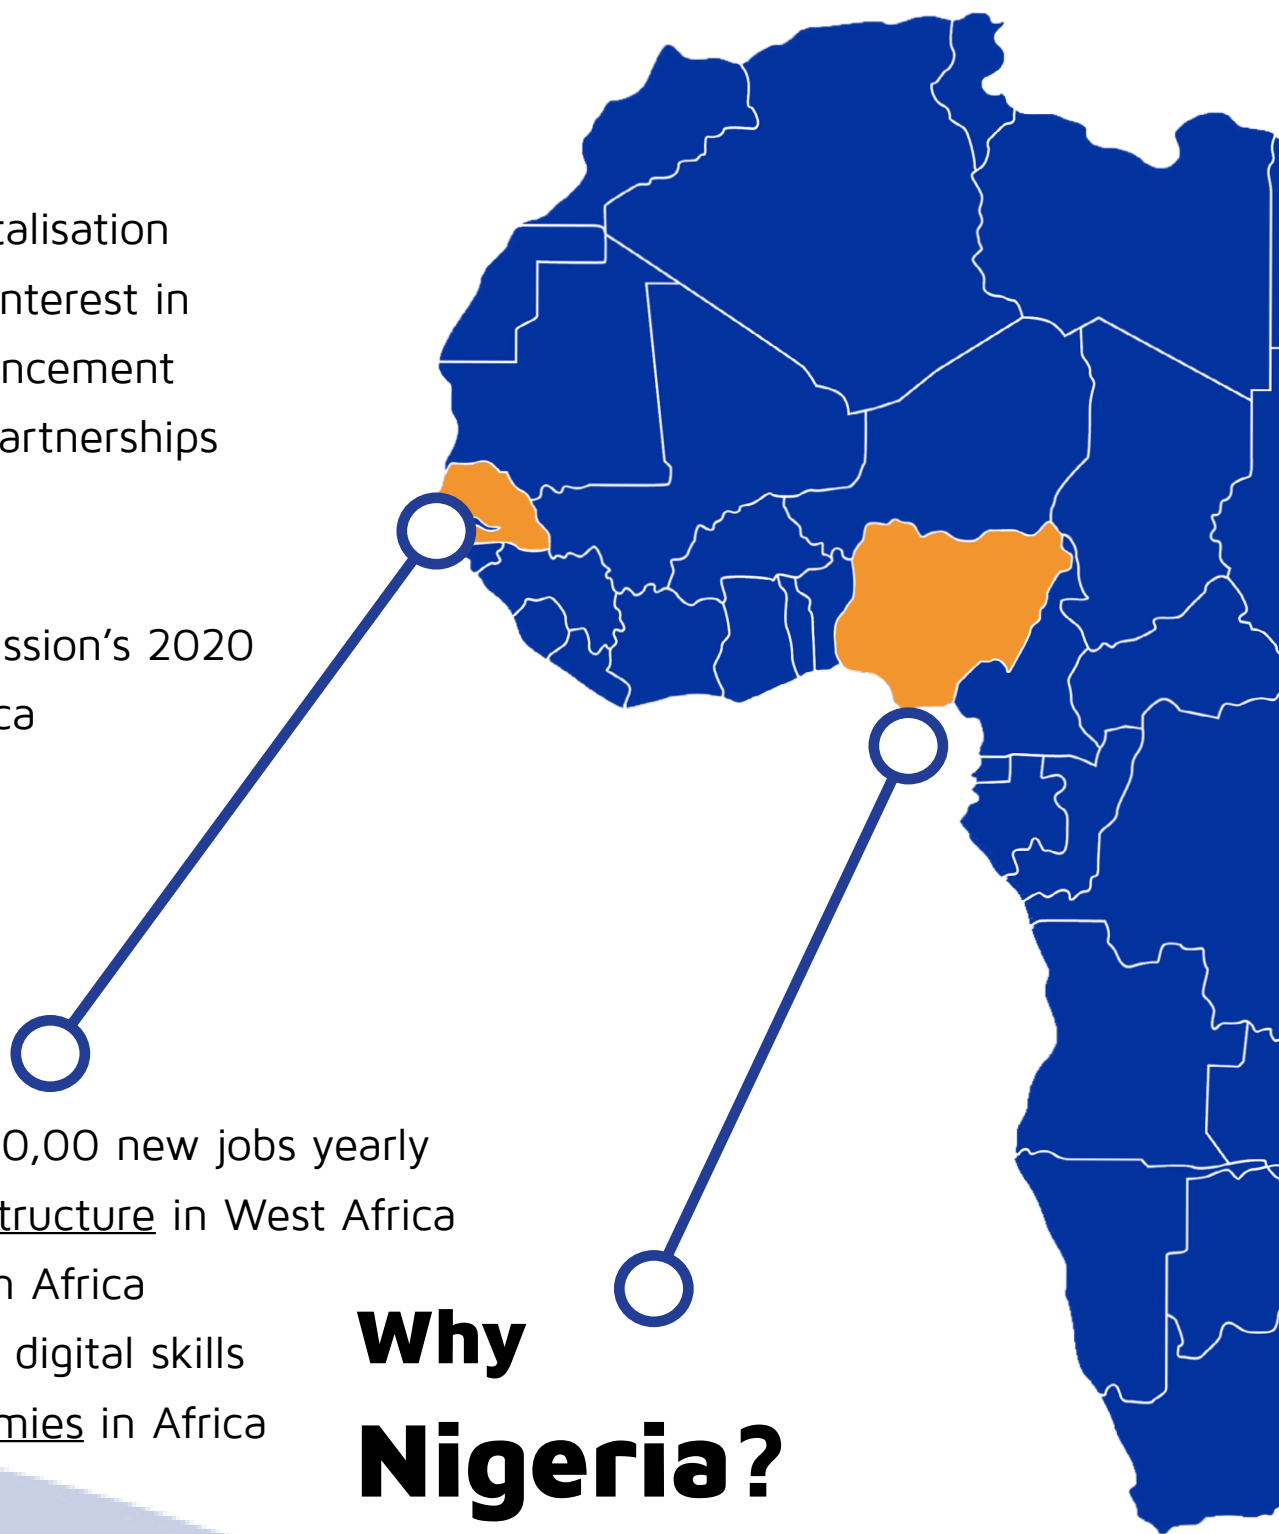 talisation
nterest in
ncement
artnerships
ssion’s 2020
ca
0,00 new jobs yearly
tructure in West Africa
n Africa
digital skills
mies in Africa
Why
Nigeria?